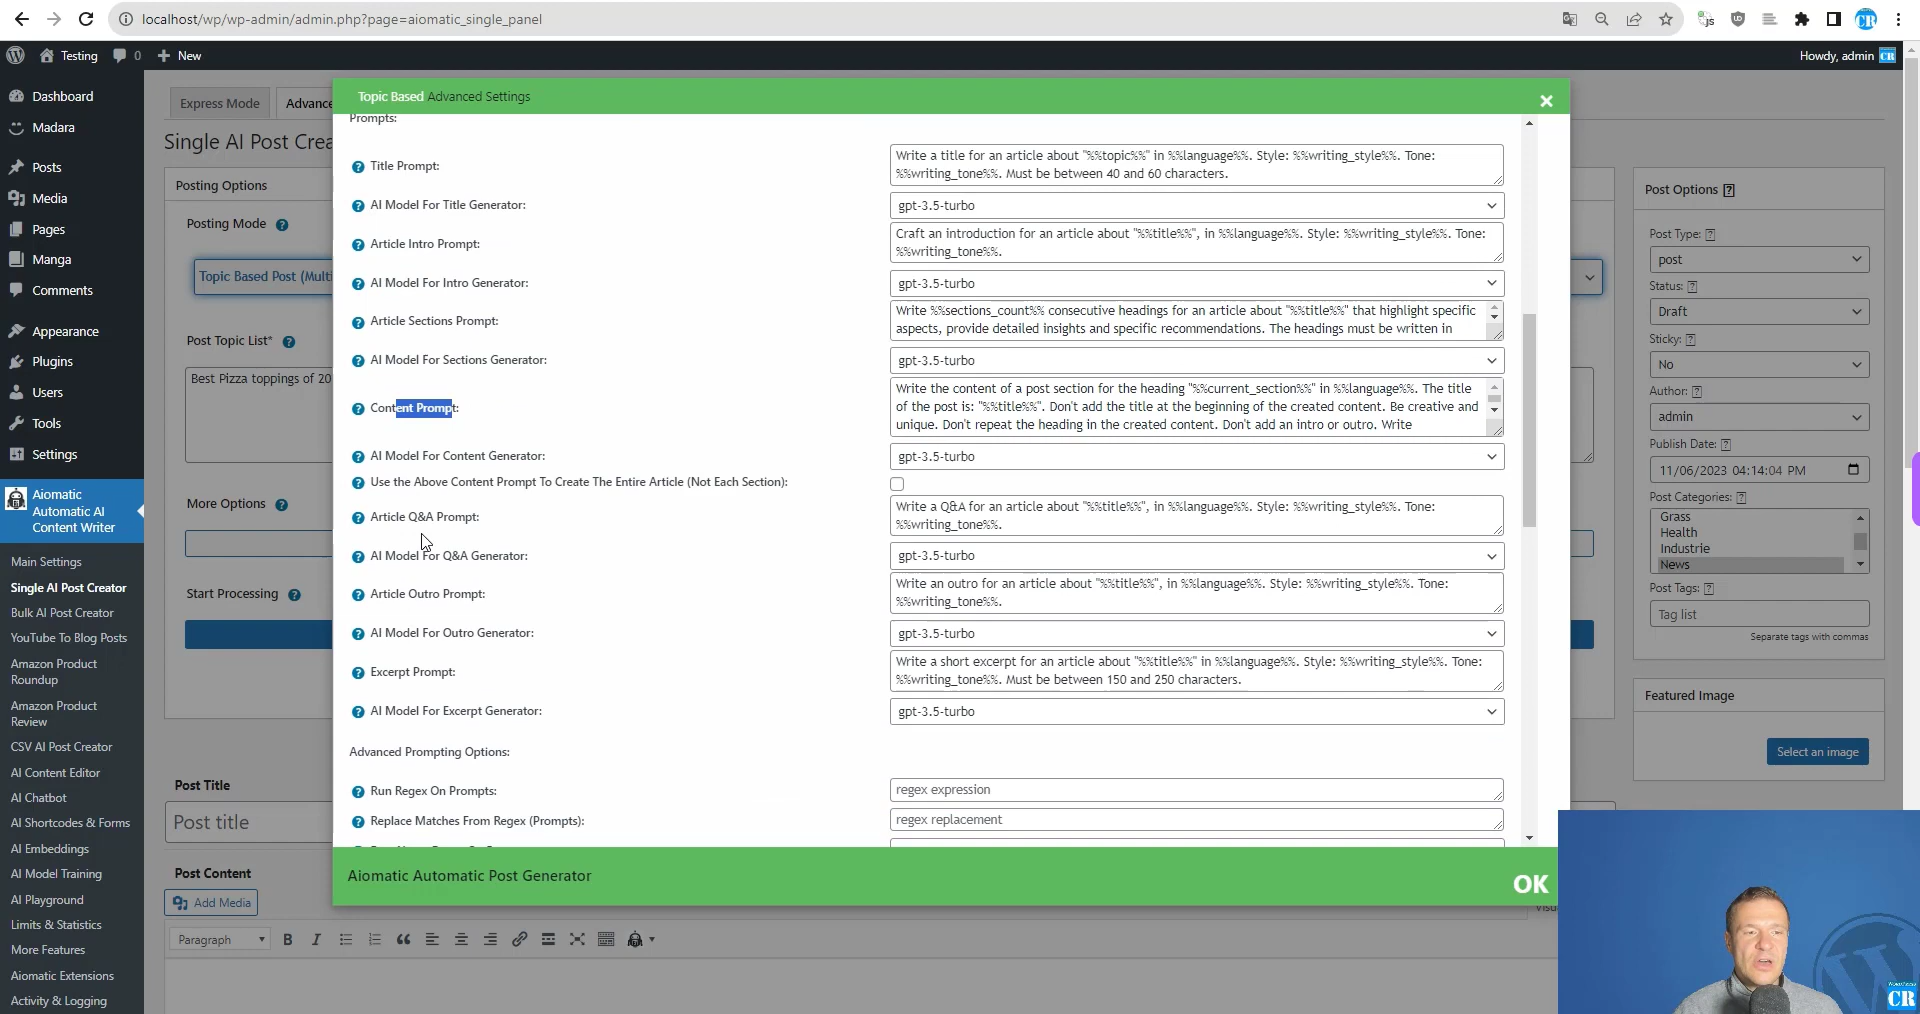 localhost/wp/wp-admin/admin.php?page=aiomatic_single_panel
Testing
0
New
Howdy, admin
CR
Dashboard
Madara
Posts
Media
Pages
Manga
Comments
Appearance
Plugins
Users
Tools
Settings
Aiomatic
Automatic AI
Content Writer
Main Settings
Single AI Post Creator
Bulk AI Post Creator
YouTube To Blog Posts
Amazon Product
Roundup
Amazon Product
Review
CSV AI Post Creator
AI Content Editor
AI Chatbot
AI Shortcodes & Forms
AI Embeddings
AI Model Training
AI Playground
Limits & Statistics
More Features
Aiomatic Extensions
Activity & Logging
Express Mode
Advance
Single AI Post Crea
Posting Options
Posting Mode
Topic Based Post (Mult
Post Topic List*
Best Pizza toppings of 20
More Options
Start Processing
Post Title
Post title
Post Content
Add Media
Paragraph
Topic Based Advanced Settings
Prompts:
Title Prompt:
Write a title for an article about "%%topic%%" in %%language%%. Style: %%writing_style%%. Tone:
%%writing_tone%%. Must be between 40 and 60 characters.
AI Model For Title Generator:
gpt-3.5-turbo
Article Intro Prompt:
Craft an introduction for an article about "%%title%%", in %%language%%. Style: %%writing_style%%. Tone:
%%writing_tone%%.
AI Model For Intro Generator:
gpt-3.5-turbo
Article Sections Prompt:
Write %%sections_count%% consecutive headings for an article about "%%title%%" that highlight specific
aspects, provide detailed insights and specific recommendations. The headings must be written in
AI Model For Sections Generator:
gpt-3.5-turbo
Content Prompt:
Write the content of a post section for the heading "%%current_section%%" in %%language%%. The title
of the post is: "%%title%%". Don't add the title at the beginning of the created content. Be creative and
unique. Don't repeat the heading in the created content. Don't add an intro or outro. Write
AI Model For Content Generator:
gpt-3.5-turbo
Use the Above Content Prompt To Create The Entire Article (Not Each Section):
Article Q&A Prompt:
Write a Q&A for an article about "%%title%%", in %%language%%. Style: %%writing_style%%. Tone:
%%writing_tone%%.
AI Model For Q&A Generator:
gpt-3.5-turbo
Article Outro Prompt:
Write an outro for an article about "%%title%%", in %%language%%. Style: %%writing_style%%. Tone:
%%writing_tone%%.
AI Model For Outro Generator:
gpt-3.5-turbo
Excerpt Prompt:
Write a short excerpt for an article about "%%title%%" in %%language%%. Style: %%writing_style%%. Tone:
%%writing_tone%%. Must be between 150 and 250 characters.
AI Model For Excerpt Generator:
gpt-3.5-turbo
Advanced Prompting Options:
Run Regex On Prompts:
regex expression
Replace Matches From Regex (Prompts):
regex replacement
Aiomatic Automatic Post Generator
OK
Post Options
Post Type:
post
Status:
Draft
Sticky:
No
Author:
admin
Publish Date:
11/06/2023 04:14:04 PM
Post Categories:
Grass
Health
Industrie
News
Post Tags:
Tag list
Separate tags with commas
Featured Image
Select an image
CR